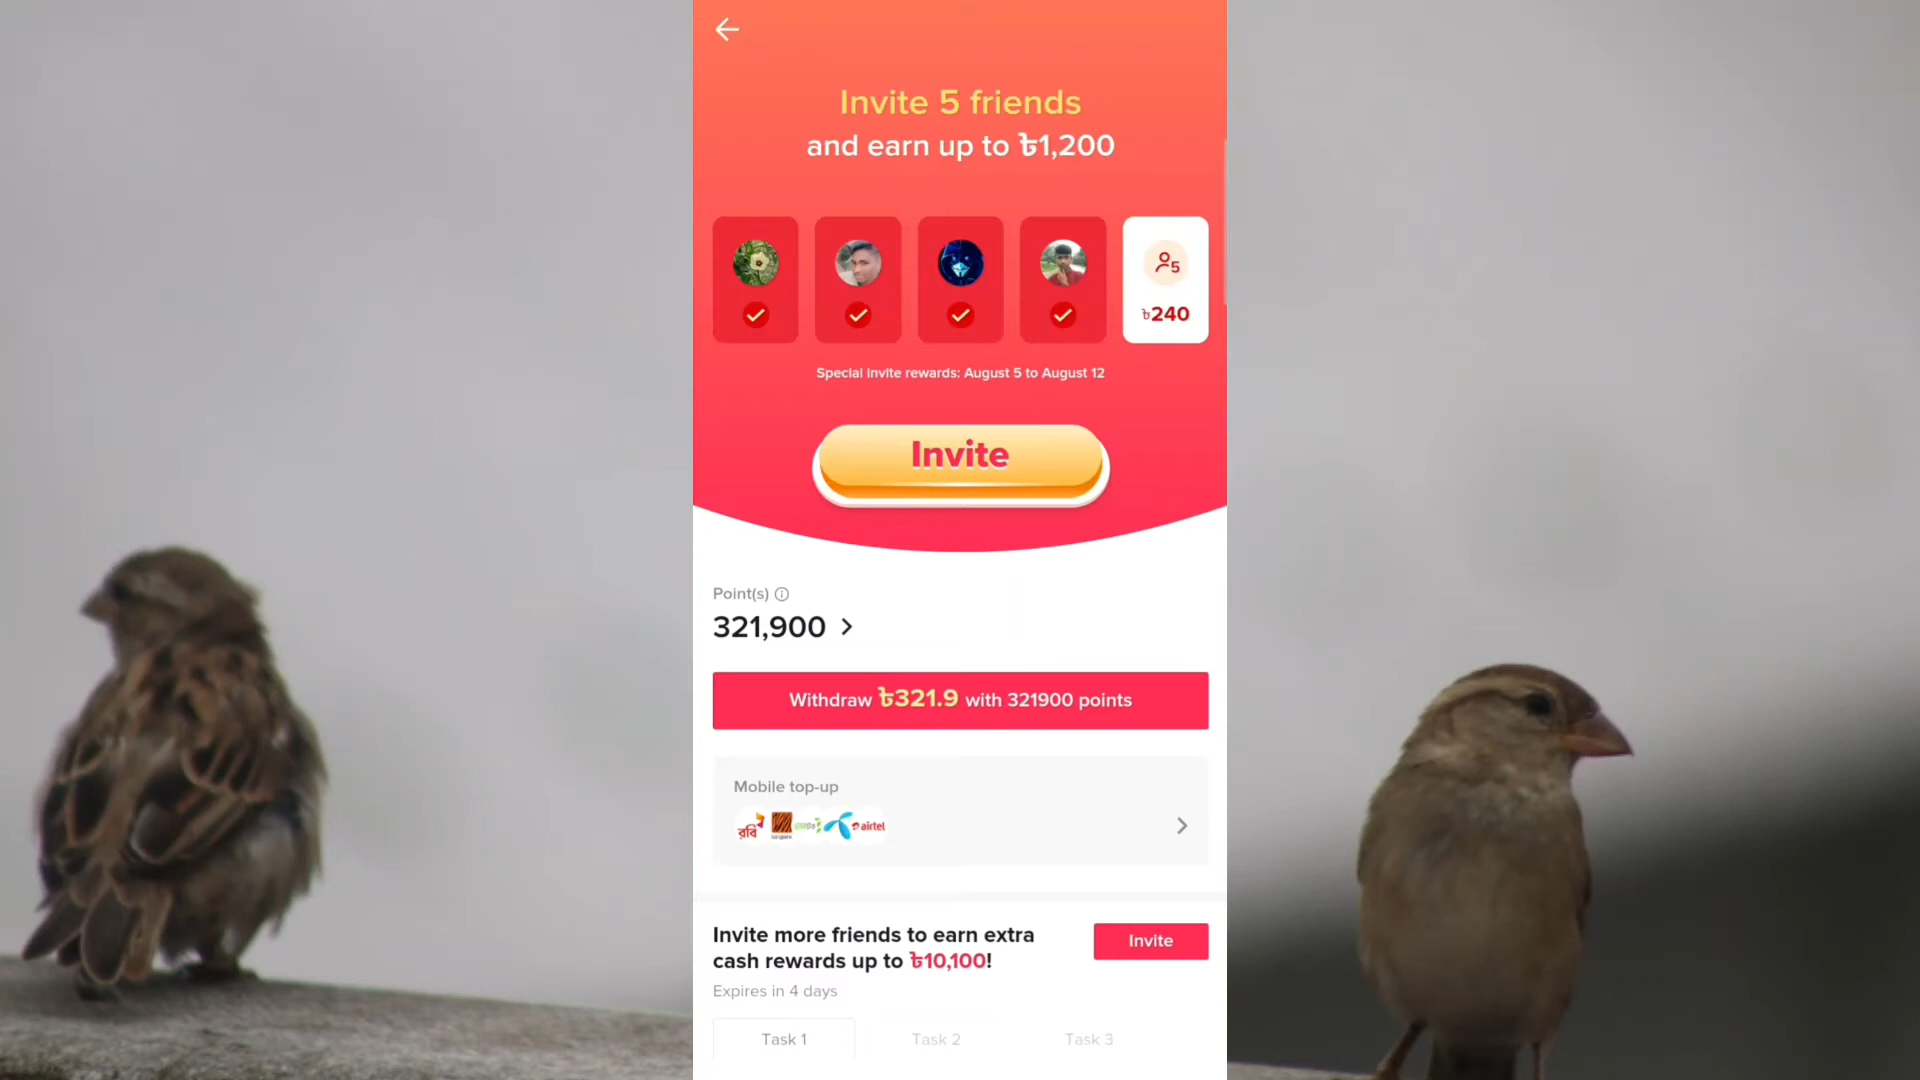 Invite 5 friends
and earn up to ৳1,200
5
৳240
Special invite rewards: August 5 to August 12
Invite
Point(s)
321,900
Withdraw ৳321.9 with 321900 points
Mobile top-up
রবি
airtel
Invite more friends to earn extra
cash rewards up to ৳10,100!
Invite
Expires in 4 days
Task 1 Task 2 Task 3